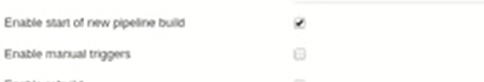 Enable start of new pipeline build
Enable manual triggers